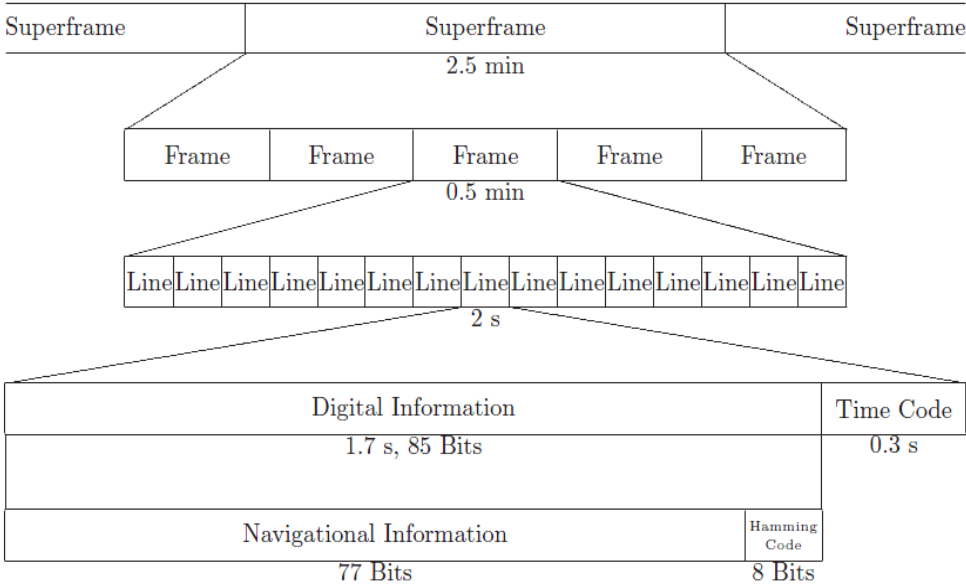 Superframe Superframe Superframe
2.5 min
Frame Frame Frame Frame Frame
0.5 min
Line Line Line Line Line Line Line Line Line Line Line Line Line Line Line
2 s
Digital Information Time Code
1.7 s, 85 Bits 0.3 s
Navigational Information Hamming
Code
77 Bits 8 Bits